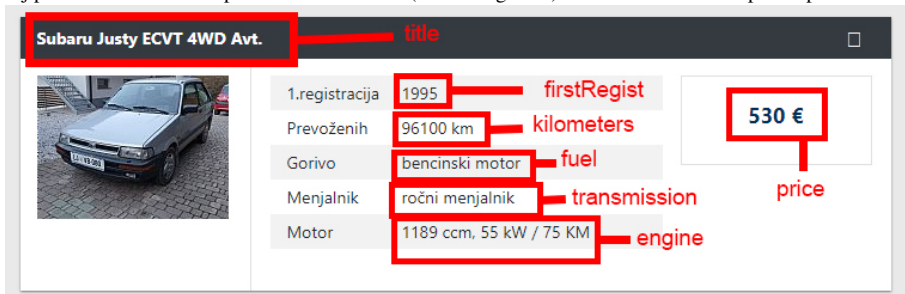 Subaru Justy ECVT 4WD Avt. title
1.registracija 1995 firstRegist
Prevoženih 96100 km kilometers
530 €
Gorivo bencinski motor fuel
Menjalnik ročni menjalnik transmission
price
Motor 1189 ccm, 55 kW / 75 KM engine